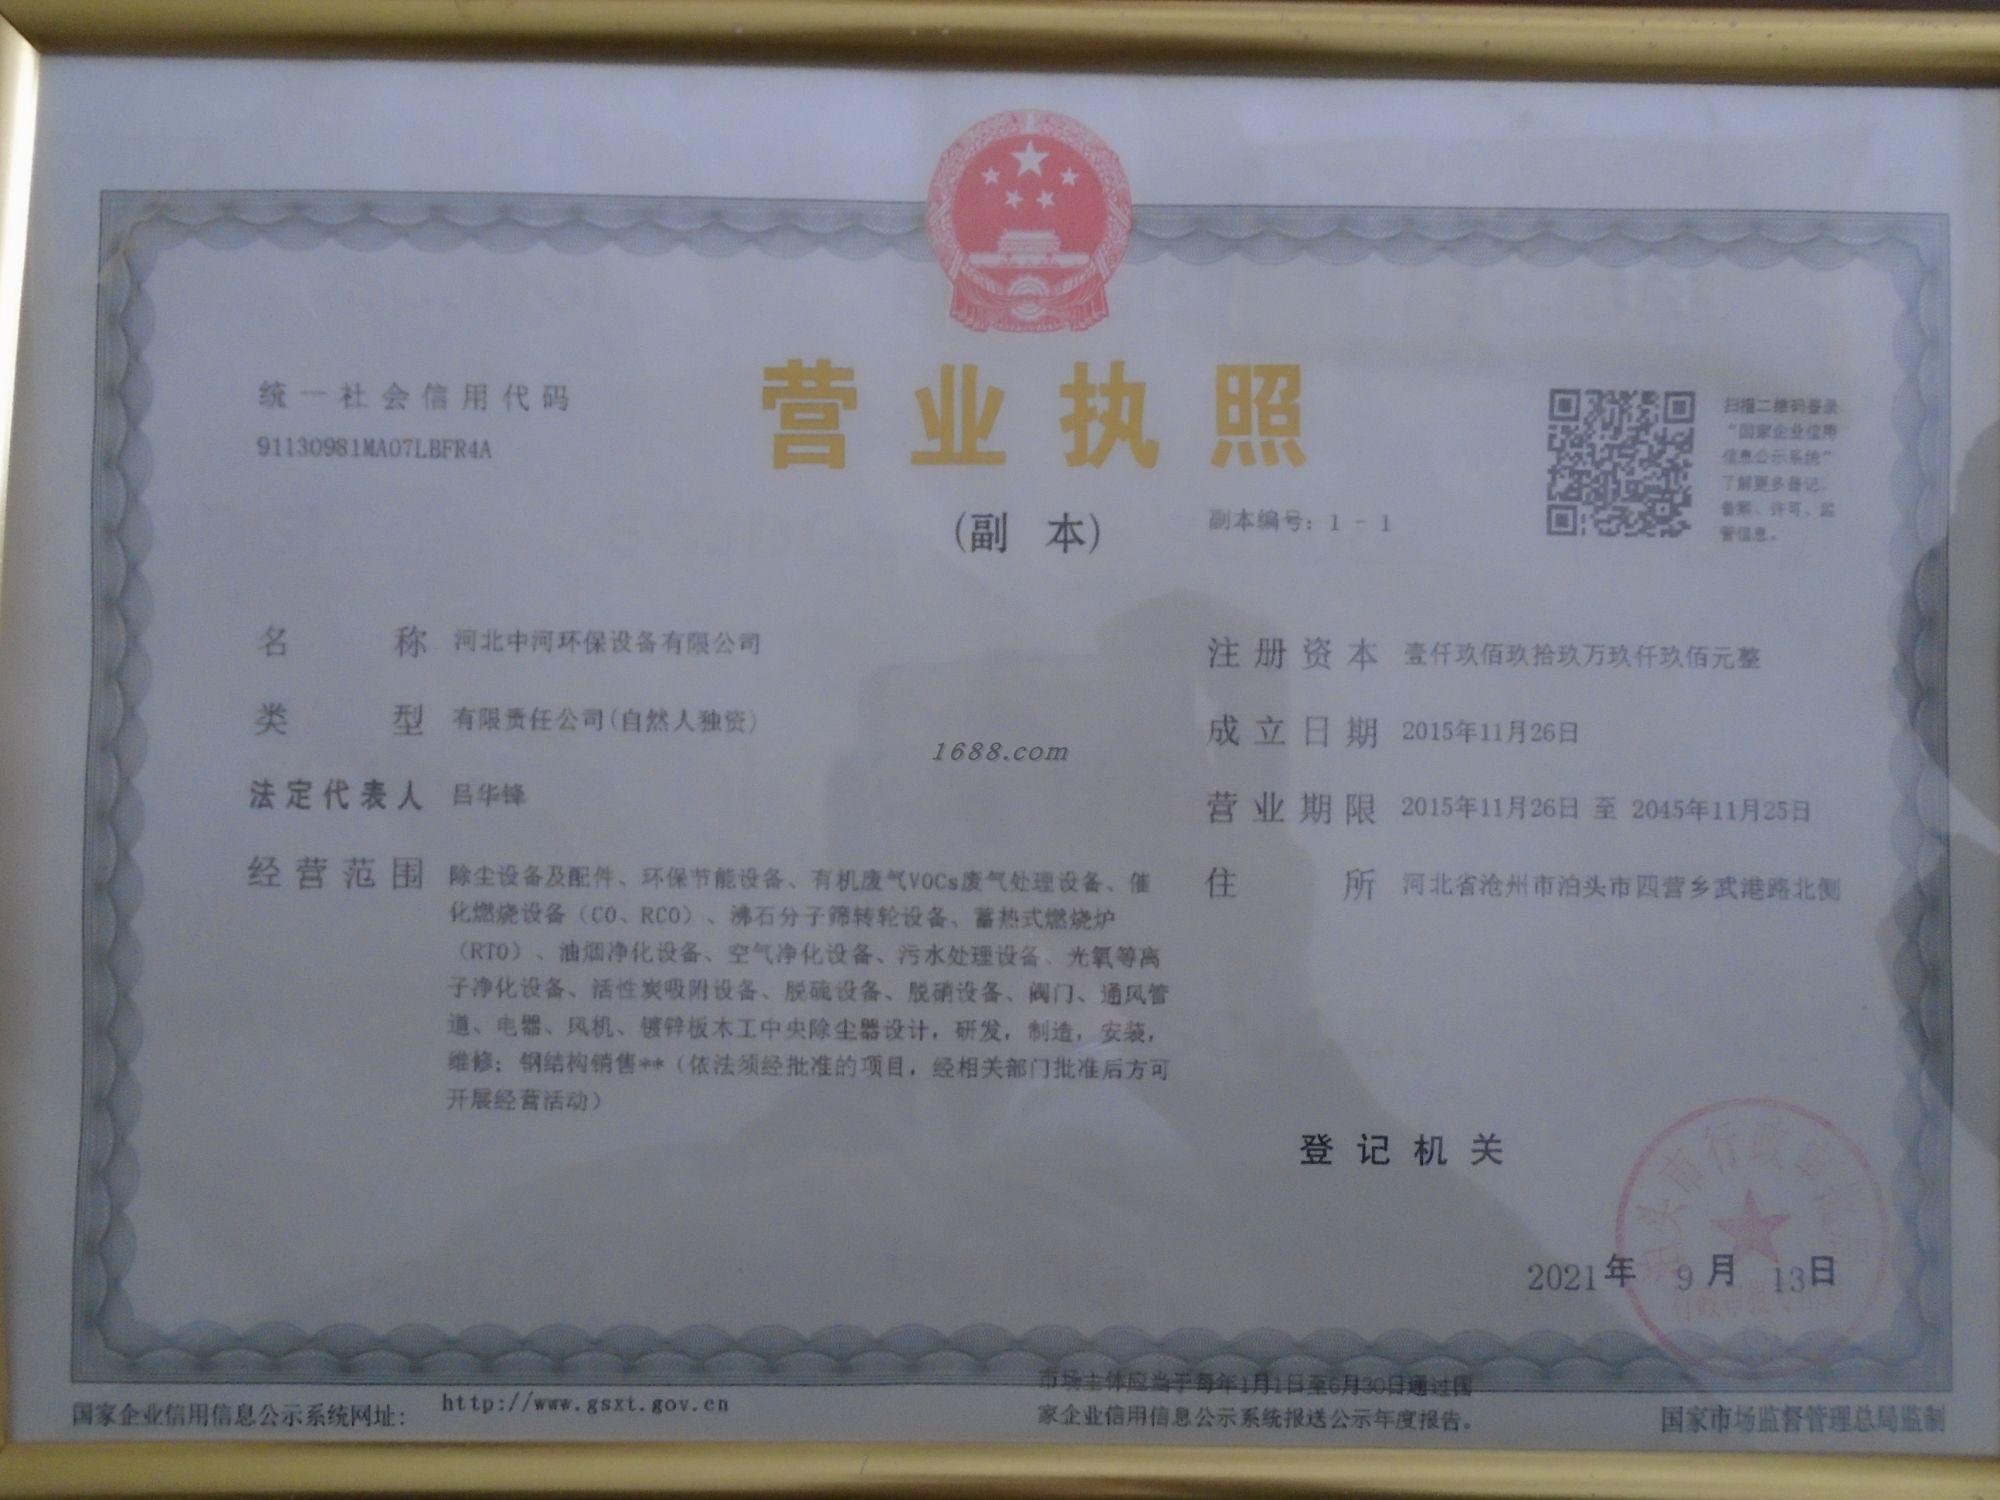 统一社会信用代码
91130981MA07LBFR4A
营业执照
(副 本)
副本编号：1 - 1
扫描二维码登录
“国家企业信用
信息公示系统”
了解更多登记、
备案、许可、监
管信息。
名 称 河北中河环保设备有限公司
类 型 有限责任公司(自然人独资)
法定代表人 吕华锋
经营范围 除尘设备及配件、环保节能设备、有机废气VOCs废气处理设备、催
化燃烧设备（CO、RCO）、沸石分子筛转轮设备、蓄热式燃烧炉
（RTO）、油烟净化设备、空气净化设备、污水处理设备、光氧等离
子净化设备、活性炭吸附设备、脱硫设备、脱硝设备、阀门、通风管
道、电器、风机、镀锌板木工中央除尘器设计，研发，制造，安装，
维修；钢结构销售**（依法须经批准的项目，经相关部门批准后方可
开展经营活动）
注册资本 壹仟玖佰玖拾玖万玖仟玖佰元整
成立日期 2015年11月26日
营业期限 2015年11月26日 至 2045年11月25日
住 所 河北省沧州市泊头市四营乡武港路北侧
1688.com
登记机关
泊头市行政审批局
2021年 9月 13日
国家企业信用信息公示系统网址： http://www.gsxt.gov.cn
市场主体应当于每年1月1日至6月30日通过国
家企业信用信息公示系统报送公示年度报告。
国家市场监督管理总局监制